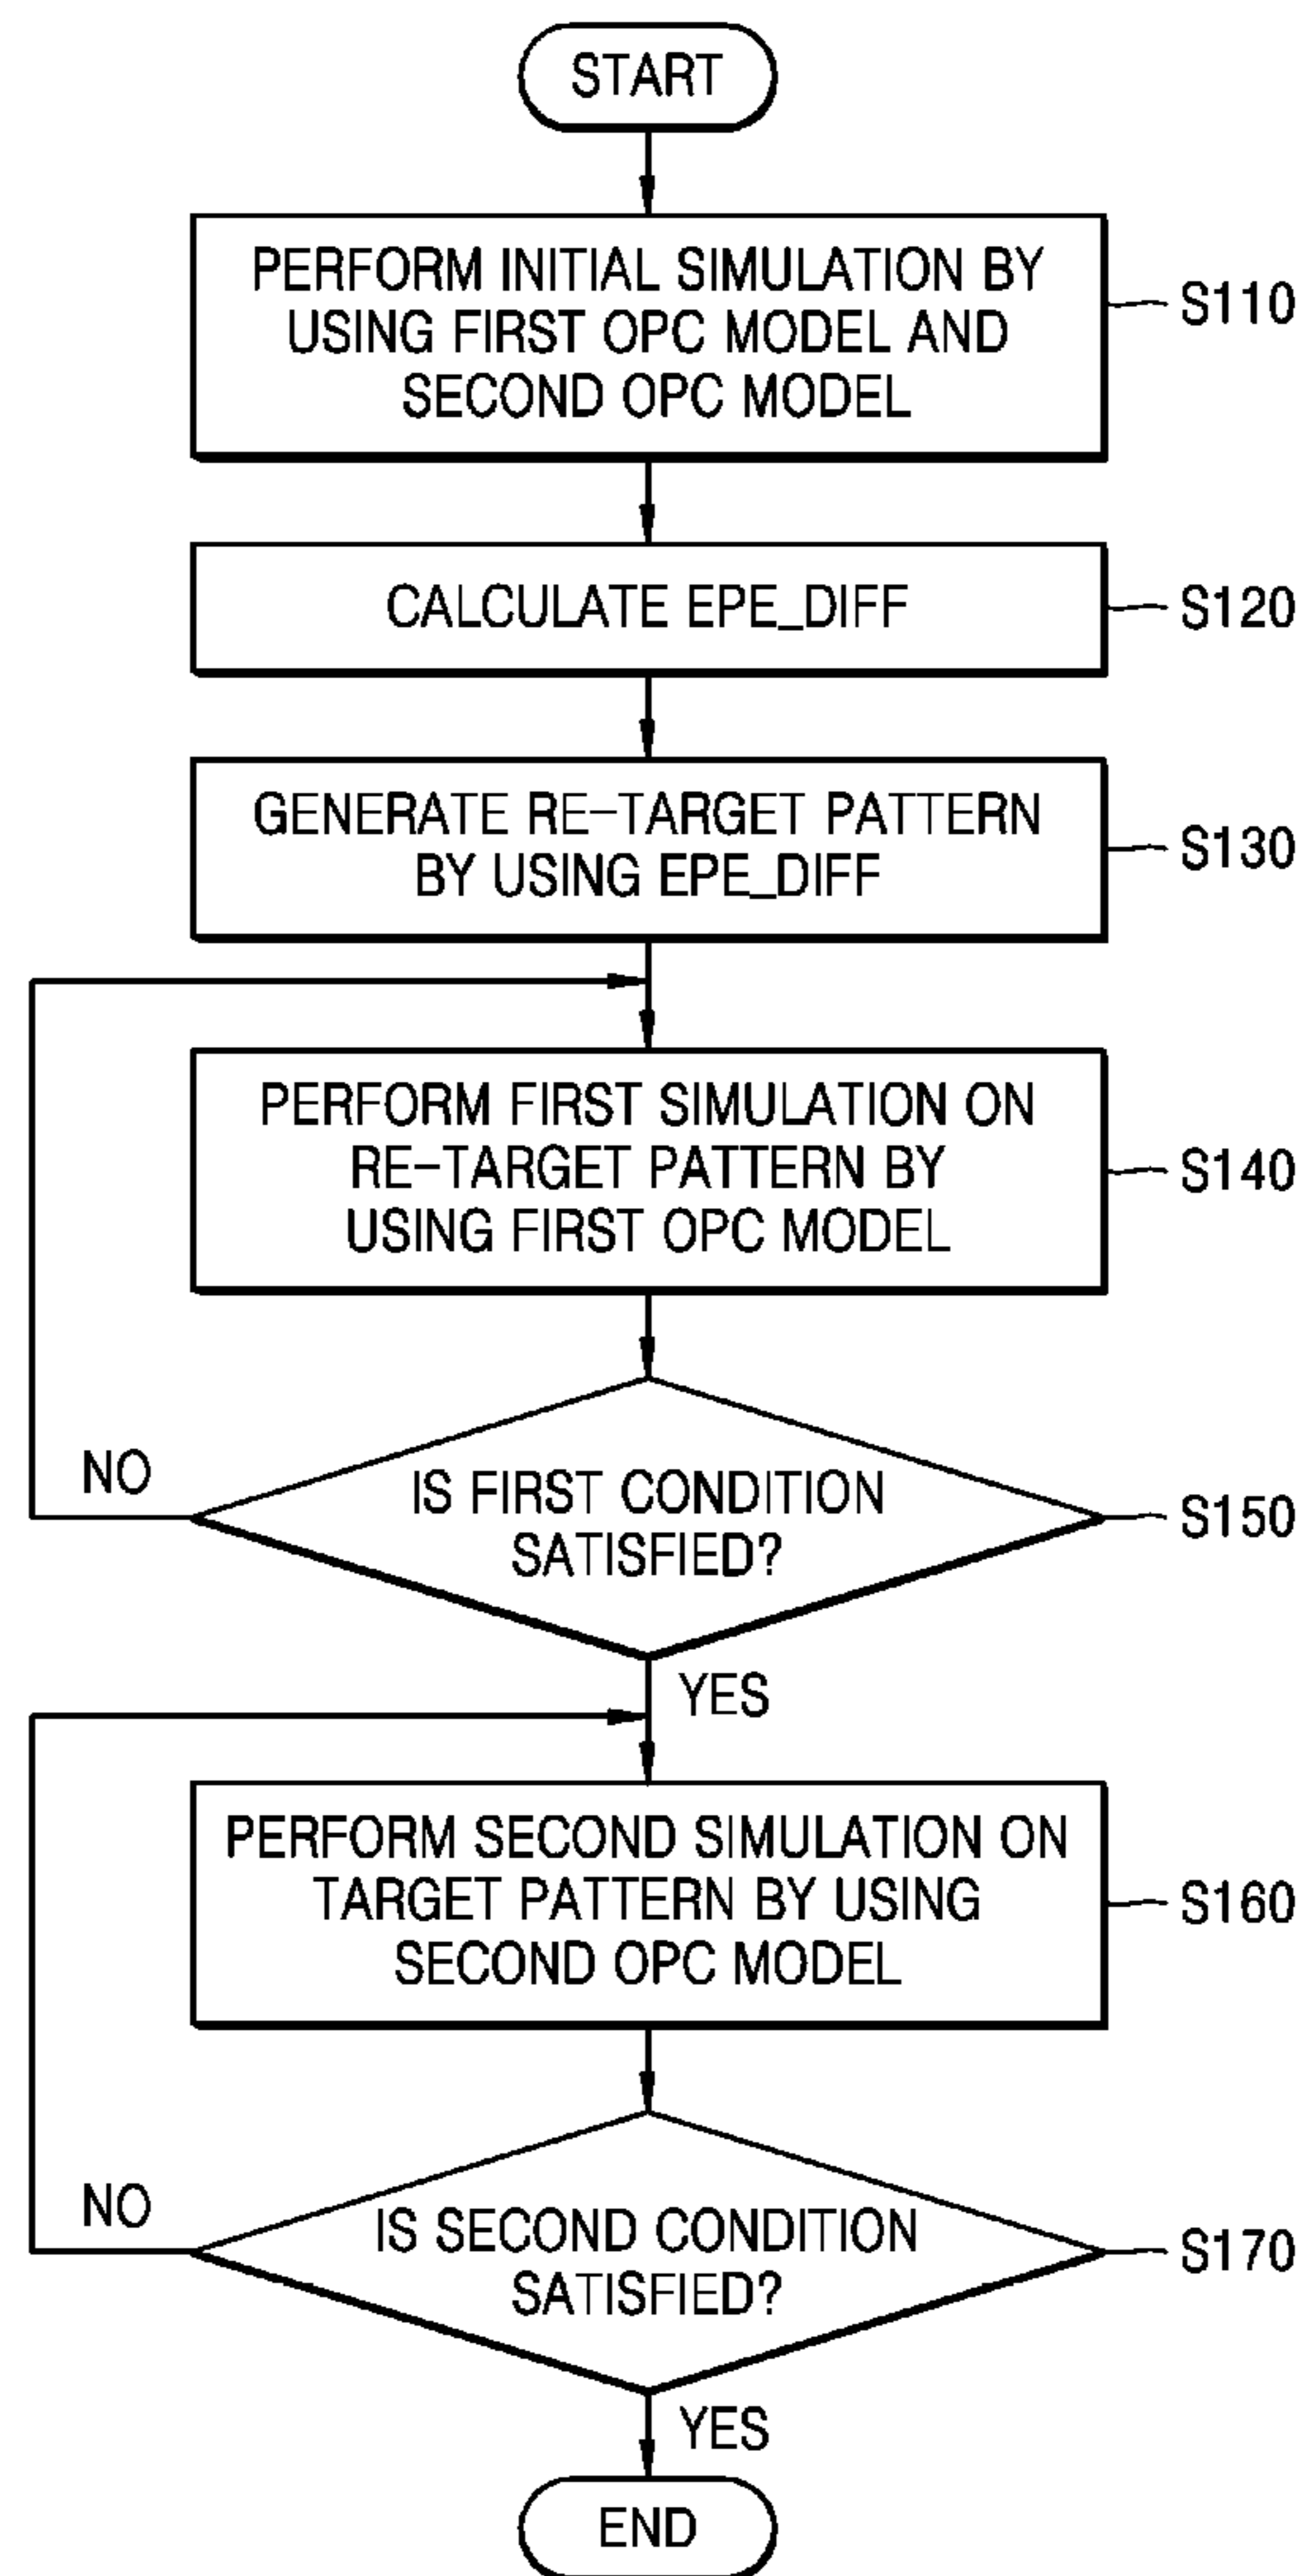 START
PERFORM INITIAL SIMULATION BY
USING FIRST OPC MODEL AND
SECOND OPC MODEL
S110
CALCULATE EPE_DIFF
S120
GENERATE RE-TARGET PATTERN
BY USING EPE_DIFF
S130
PERFORM FIRST SIMULATION ON
RE-TARGET PATTERN BY
USING FIRST OPC MODEL
S140
NO
IS FIRST CONDITION
SATISFIED?
S150
YES
PERFORM SECOND SIMULATION ON
TARGET PATTERN BY USING
SECOND OPC MODEL
S160
NO
IS SECOND CONDITION
SATISFIED?
S170
YES
END